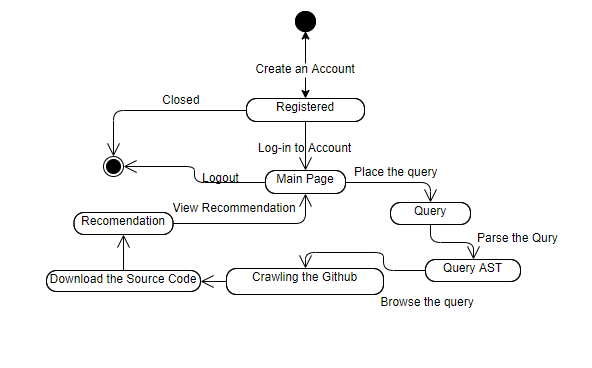 Create an Account
Closed
Registered
Log-in to Account
Logout
Main Page
Place the query
View Recommendation
Query
Recomendation
Parse the Qury
Query AST
Download the Source Code
Crawling the Github
Browse the query